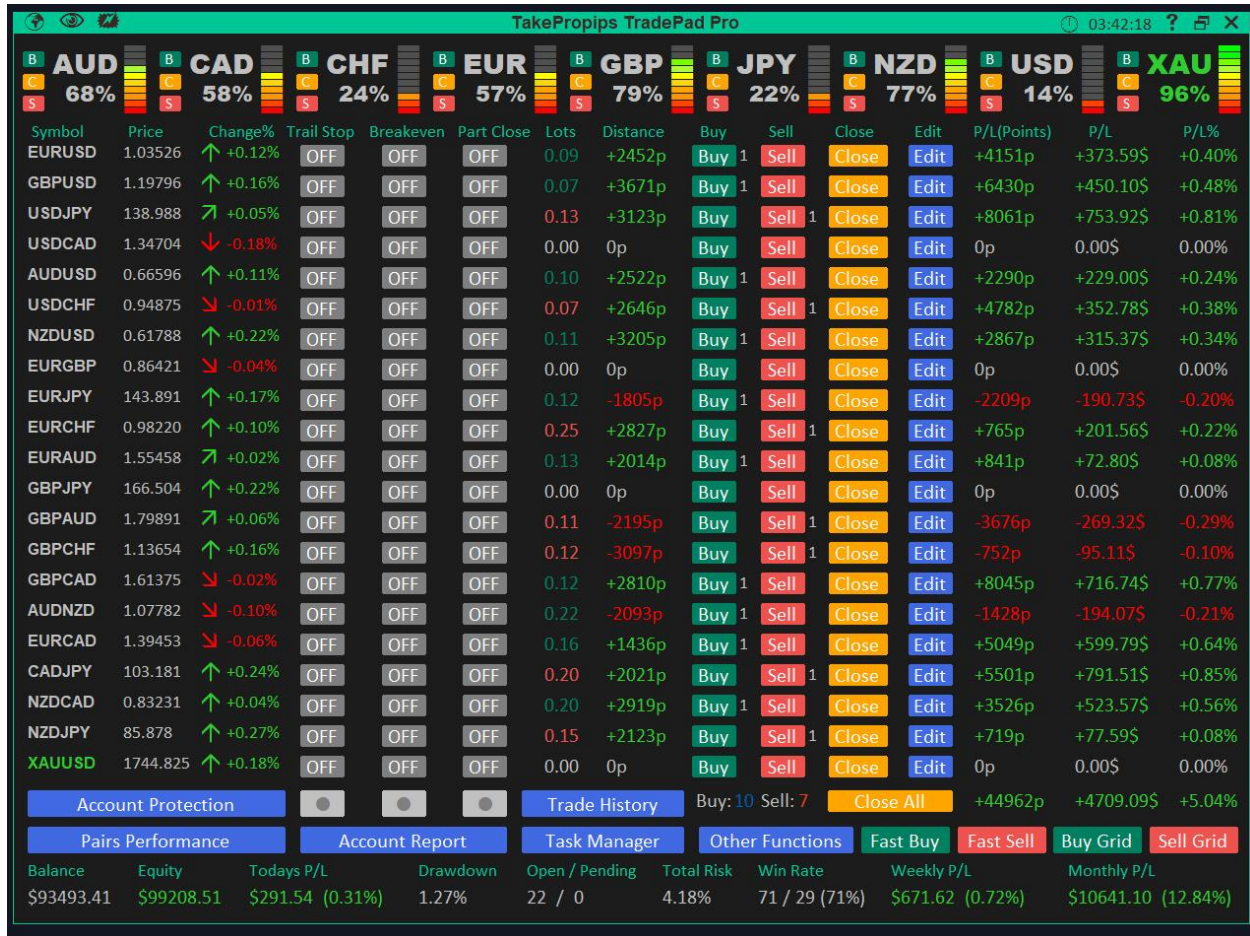 TakePropips TradePad Pro 03:42:18 ? X
B AUD B CAD B CHF B EUR B GBP B JPY B NZD B USD B XAU
C C C C C C C C C
S 68% S 58% S 24% S 57% S 79% S 22% S 77% S 14% S 96%
Symbol Price Change% Trail Stop Breakeven Part Close Lots Distance Buy Sell Close Edit P/L(Points) P/L P/L%
EURUSD 1.03526 +0.12% OFF OFF OFF 0.09 +2452p Buy 1 Sell Close Edit +4151p +373.59$ +0.40%
GBPUSD 1.19796 +0.16% OFF OFF OFF 0.07 +3671p Buy 1 Sell Close Edit +6430p +450.10$ +0.48%
USDJPY 138.988 +0.05% OFF OFF OFF 0.13 +3123p Buy Sell 1 Close Edit +8061p +753.92$ +0.81%
USDCAD 1.34704 -0.18% OFF OFF OFF 0.00 0p Buy Sell Close Edit 0p 0.00$ 0.00%
AUDUSD 0.66596 +0.11% OFF OFF OFF 0.10 +2522p Buy 1 Sell Close Edit +2290p +229.00$ +0.24%
USDCHF 0.94875 -0.01% OFF OFF OFF 0.07 +2646p Buy Sell 1 Close Edit +4782p +352.78$ +0.38%
NZDUSD 0.61788 +0.22% OFF OFF OFF 0.11 +3205p Buy 1 Sell Close Edit +2867p +315.37$ +0.34%
EURGBP 0.86421 -0.04% OFF OFF OFF 0.00 0p Buy Sell Close Edit 0p 0.00$ 0.00%
EURJPY 143.891 +0.17% OFF OFF OFF 0.12 -1805p Buy 1 Sell Close Edit -2209p -190.73$ -0.20%
EURCHF 0.98220 +0.10% OFF OFF OFF 0.25 +2827p Buy Sell 1 Close Edit +765p +201.56$ +0.22%
EURAUD 1.55458 +0.02% OFF OFF OFF 0.13 +2014p Buy 1 Sell Close Edit +841p +72.80$ +0.08%
GBPJPY 166.504 +0.22% OFF OFF OFF 0.00 0p Buy Sell Close Edit 0p 0.00$ 0.00%
GBPAUD 1.79891 +0.06% OFF OFF OFF 0.11 -2195p Buy Sell 1 Close Edit -3676p -269.32$ -0.29%
GBPCHF 1.13654 +0.16% OFF OFF OFF 0.12 -3097p Buy Sell 1 Close Edit -752p -95.11$ -0.10%
GBPCAD 1.61375 -0.02% OFF OFF OFF 0.12 +2810p Buy 1 Sell Close Edit +8045p +716.74$ +0.77%
AUDNZD 1.07782 -0.10% OFF OFF OFF 0.22 -2093p Buy 1 Sell Close Edit -1428p -194.07$ -0.21%
EURCAD 1.39453 -0.06% OFF OFF OFF 0.16 +1436p Buy 1 Sell Close Edit +5049p +599.79$ +0.64%
CADJPY 103.181 +0.24% OFF OFF OFF 0.20 +2021p Buy Sell 1 Close Edit +5501p +791.51$ +0.85%
NZDCAD 0.83231 +0.04% OFF OFF OFF 0.20 +2919p Buy 1 Sell Close Edit +3526p +523.57$ +0.56%
NZDJPY 85.878 +0.27% OFF OFF OFF 0.15 +2123p Buy Sell 1 Close Edit +719p +77.59$ +0.08%
XAUUSD 1744.825 +0.18% OFF OFF OFF 0.00 0p Buy Sell Close Edit 0p 0.00$ 0.00%
Account Protection Trade History Buy: 10 Sell: 7 Close All +44962p +4709.09$ +5.04%
Pairs Performance Account Report Task Manager Other Functions Fast Buy Fast Sell Buy Grid Sell Grid
Balance Equity Todays P/L Drawdown Open / Pending Total Risk Win Rate Weekly P/L Monthly P/L
$93493.41 $99208.51 $291.54 (0.31%) 1.27% 22 / 0 4.18% 71 / 29 (71%) $671.62 (0.72%) $10641.10 (12.84%)